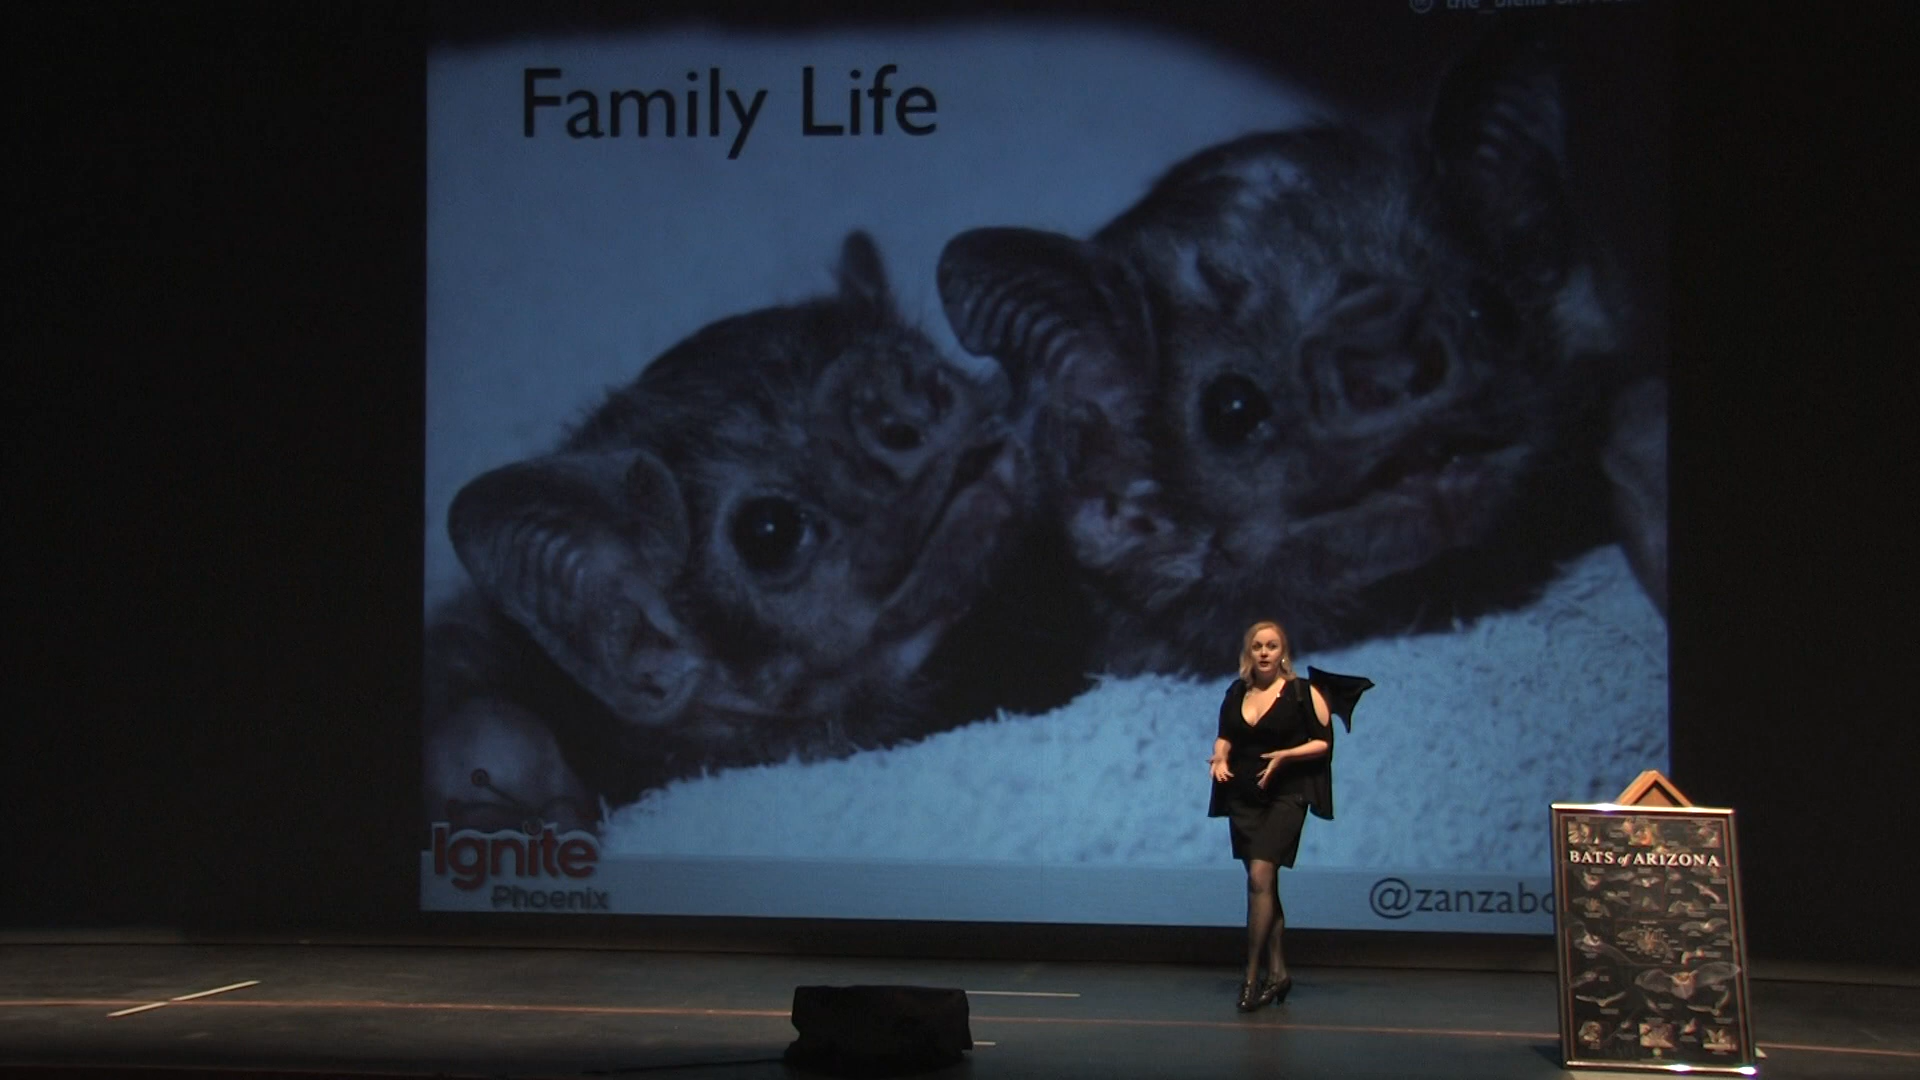 Family Life
Ignite
Phoenix
@zanzabo
BATS of ARIZONA